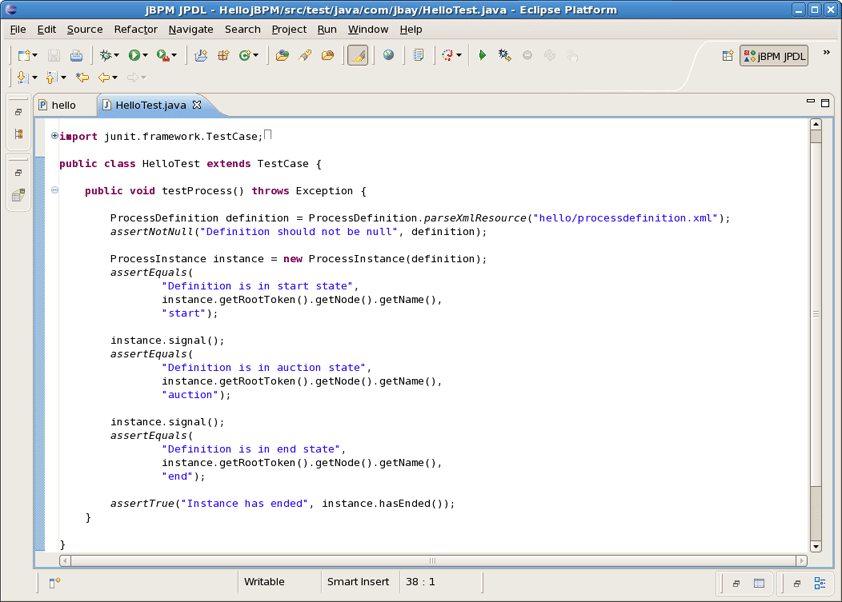 jBPM JPDL - HellojBPM/src/test/java/com/jbay/HelloTest.java - Eclipse Platform
File Edit Source Refactor Navigate Search Project Run Window Help
jBPM JPDL
hello HelloTest.java
import junit.framework.TestCase;
public class HelloTest extends TestCase {
public void testProcess() throws Exception {
ProcessDefinition definition = ProcessDefinition.parseXmlResource("hello/processdefinition.xml");
assertNotNull("Definition should not be null", definition);
ProcessInstance instance = new ProcessInstance(definition);
assertEquals(
"Definition is in start state",
instance.getRootToken().getNode().getName(),
"start");
instance.signal();
assertEquals(
"Definition is in auction state",
instance.getRootToken().getNode().getName(),
"auction");
instance.signal();
assertEquals(
"Definition is in end state",
instance.getRootToken().getNode().getName(),
"end");
assertTrue("Instance has ended", instance.hasEnded());
}
}
Writable Smart Insert 38 : 1